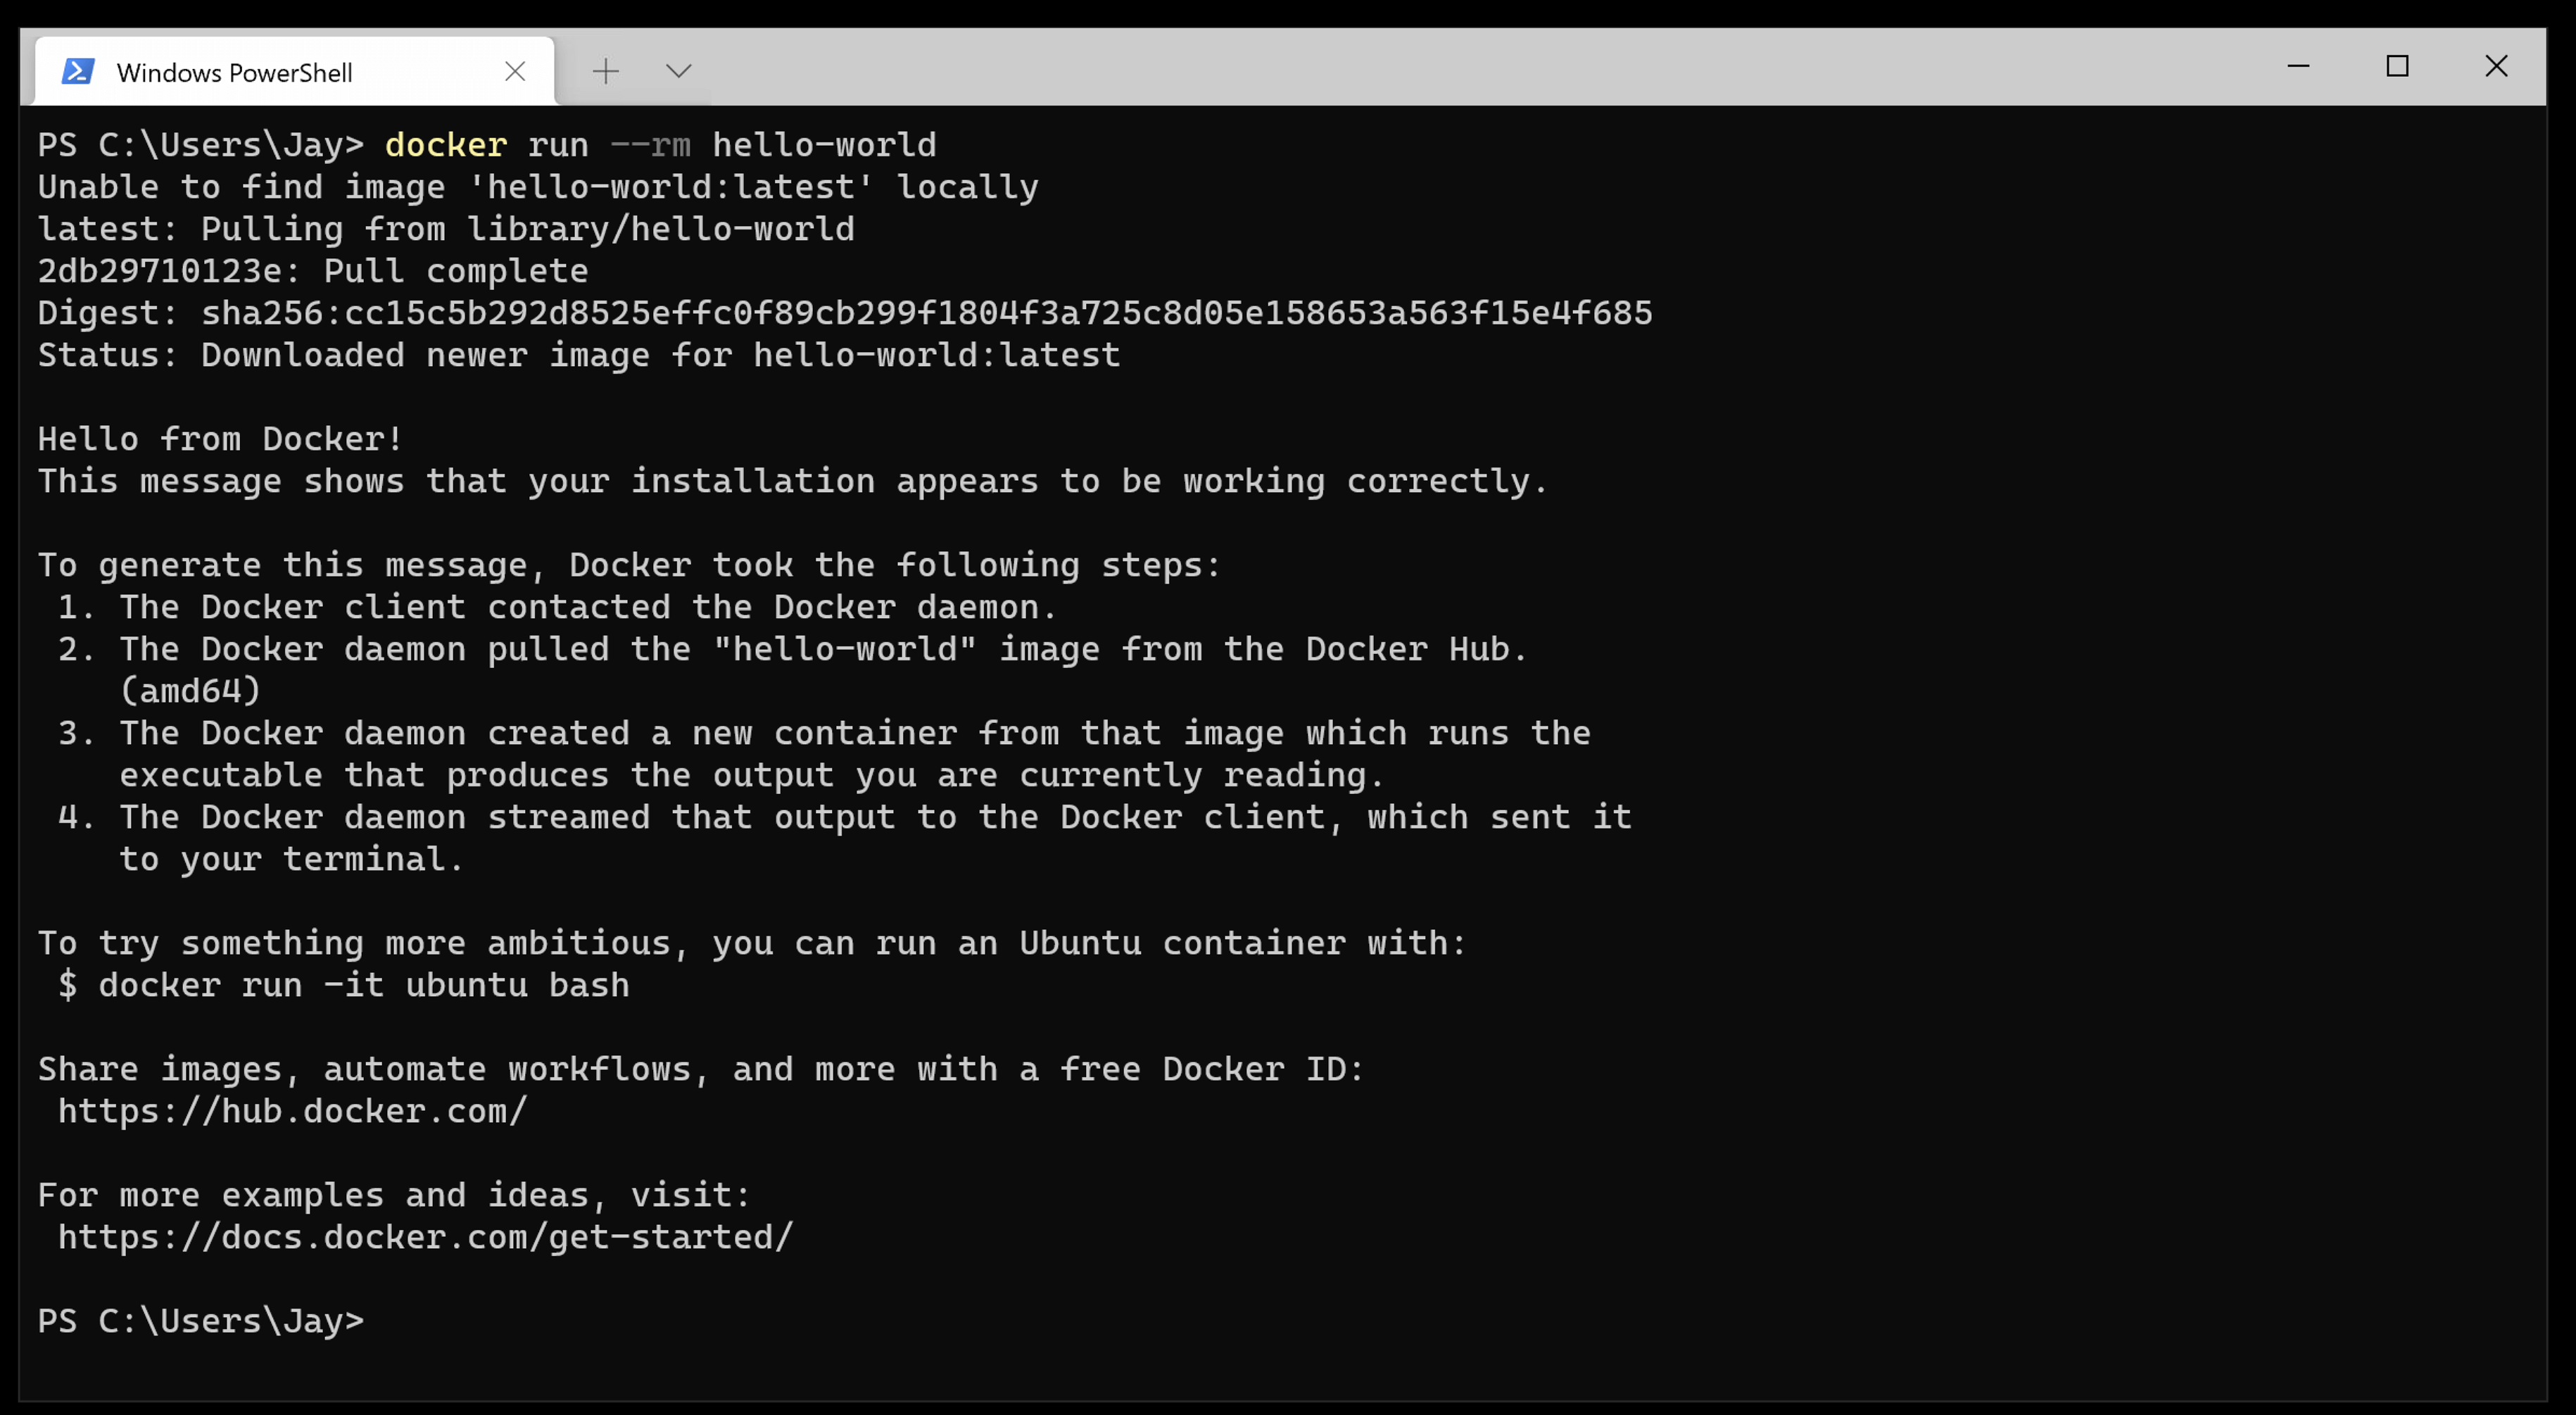 Windows PowerShell
PS C:\Users\Jay> docker run --rm hello-world
Unable to find image 'hello-world:latest' locally
latest: Pulling from library/hello-world
2db29710123e: Pull complete
Digest: sha256:cc15c5b292d8525effc0f89cb299f1804f3a725c8d05e158653a563f15e4f685
Status: Downloaded newer image for hello-world:latest

Hello from Docker!
This message shows that your installation appears to be working correctly.

To generate this message, Docker took the following steps:
 1. The Docker client contacted the Docker daemon.
 2. The Docker daemon pulled the "hello-world" image from the Docker Hub.
    (amd64)
 3. The Docker daemon created a new container from that image which runs the
    executable that produces the output you are currently reading.
 4. The Docker daemon streamed that output to the Docker client, which sent it
    to your terminal.

To try something more ambitious, you can run an Ubuntu container with:
 $ docker run -it ubuntu bash

Share images, automate workflows, and more with a free Docker ID:
 https://hub.docker.com/

For more examples and ideas, visit:
 https://docs.docker.com/get-started/

PS C:\Users\Jay>